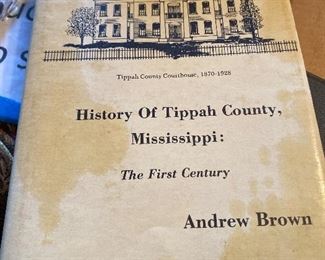 Tippah County Courthouse, 1870-1928
History Of Tippah County,
Mississippi:
The First Century
Andrew Brown